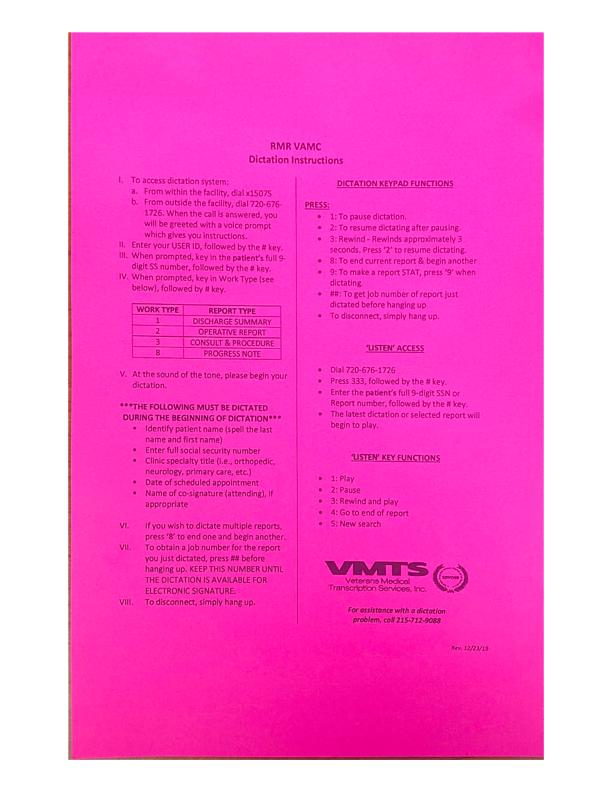 RMR VAMC
Dictation Instructions
I. To access dictation system;
a. From within the facility, dial x15075
b. From outside the facility, dial 720-676-
1726. When the call is answered, you
will be greeted with a voice prompt
which gives you instructions.
II. Enter your USER ID, followed by the # key.
III. When prompted, key in the patient's full 9-
digit SS number, followed by the # key.
IV. When prompted, key in Work Type (see
below), followed by # key.
WORK TYPE REPORT TYPE
1 DISCHARGE SUMMARY
2 OPERATIVE REPORT
3 CONSULT & PROCEDURE
8 PROGRESS NOTE
V. At the sound of the tone, please begin your
dictation.
***THE FOLLOWING MUST BE DICTATED
DURING THE BEGINNING OF DICTATION***
• Identify patient name (spell the last
name and first name)
• Enter full social security number
• Clinic specialty title (i.e., orthopedic,
neurology, primary care, etc.)
• Date of scheduled appointment
• Name of co-signature (attending), if
appropriate
VI. If you wish to dictate multiple reports,
press '8' to end one and begin another.
VII. To obtain a job number for the report
you just dictated, press ## before
hanging up. KEEP THIS NUMBER UNTIL
THE DICTATION IS AVAILABLE FOR
ELECTRONIC SIGNATURE.
VIII. To disconnect, simply hang up.
DICTATION KEYPAD FUNCTIONS
PRESS:
• 1: To pause dictation.
• 2: To resume dictating after pausing.
• 3: Rewind - Rewinds approximately 3
seconds. Press '2' to resume dictating.
• 8: To end current report & begin another
• 9: To make a report STAT, press '9' when
dictating.
• ##: To get job number of report just
dictated before hanging up
• To disconnect, simply hang up.
'LISTEN' ACCESS
• Dial 720-676-1726
• Press 333, followed by the # key.
• Enter the patient's full 9-digit SSN or
Report number, followed by the # key.
• The latest dictation or selected report will
begin to play.
'LISTEN' KEY FUNCTIONS
• 1: Play
• 2: Pause
• 3: Rewind and play
• 4: Go to end of report
• 5: New search
VMTS
Veterans Medical
Transcription Services, Inc.
For assistance with a dictation
problem, call 215-712-9088
Rev. 12/23/19